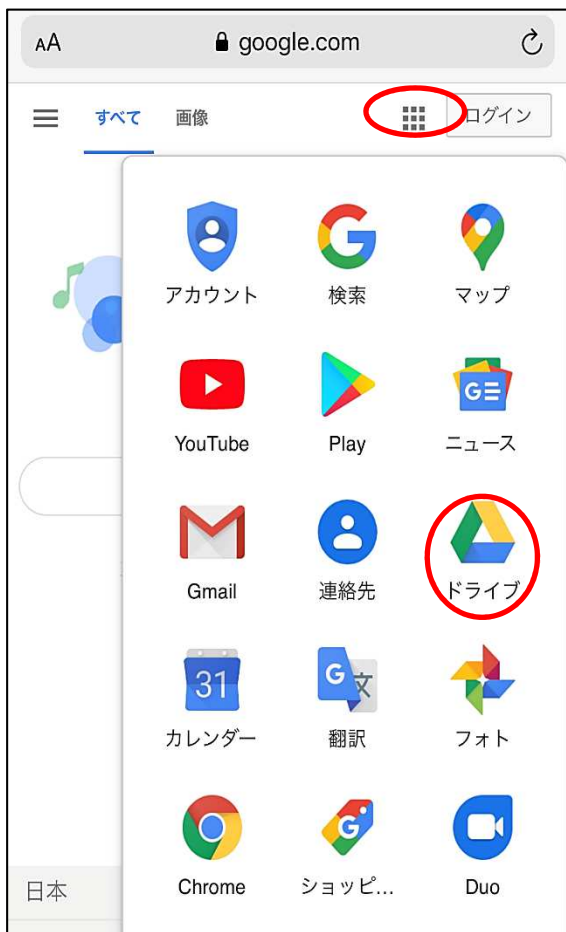 AA google.com
すべて 画像 ログイン
アカウント 検索 マップ
GE
YouTube Play ニュース
Gmail 連絡先 ドライブ
31 G 文
カレンダー 翻訳 フォト
G
Chrome ショッピ... Duo
日本